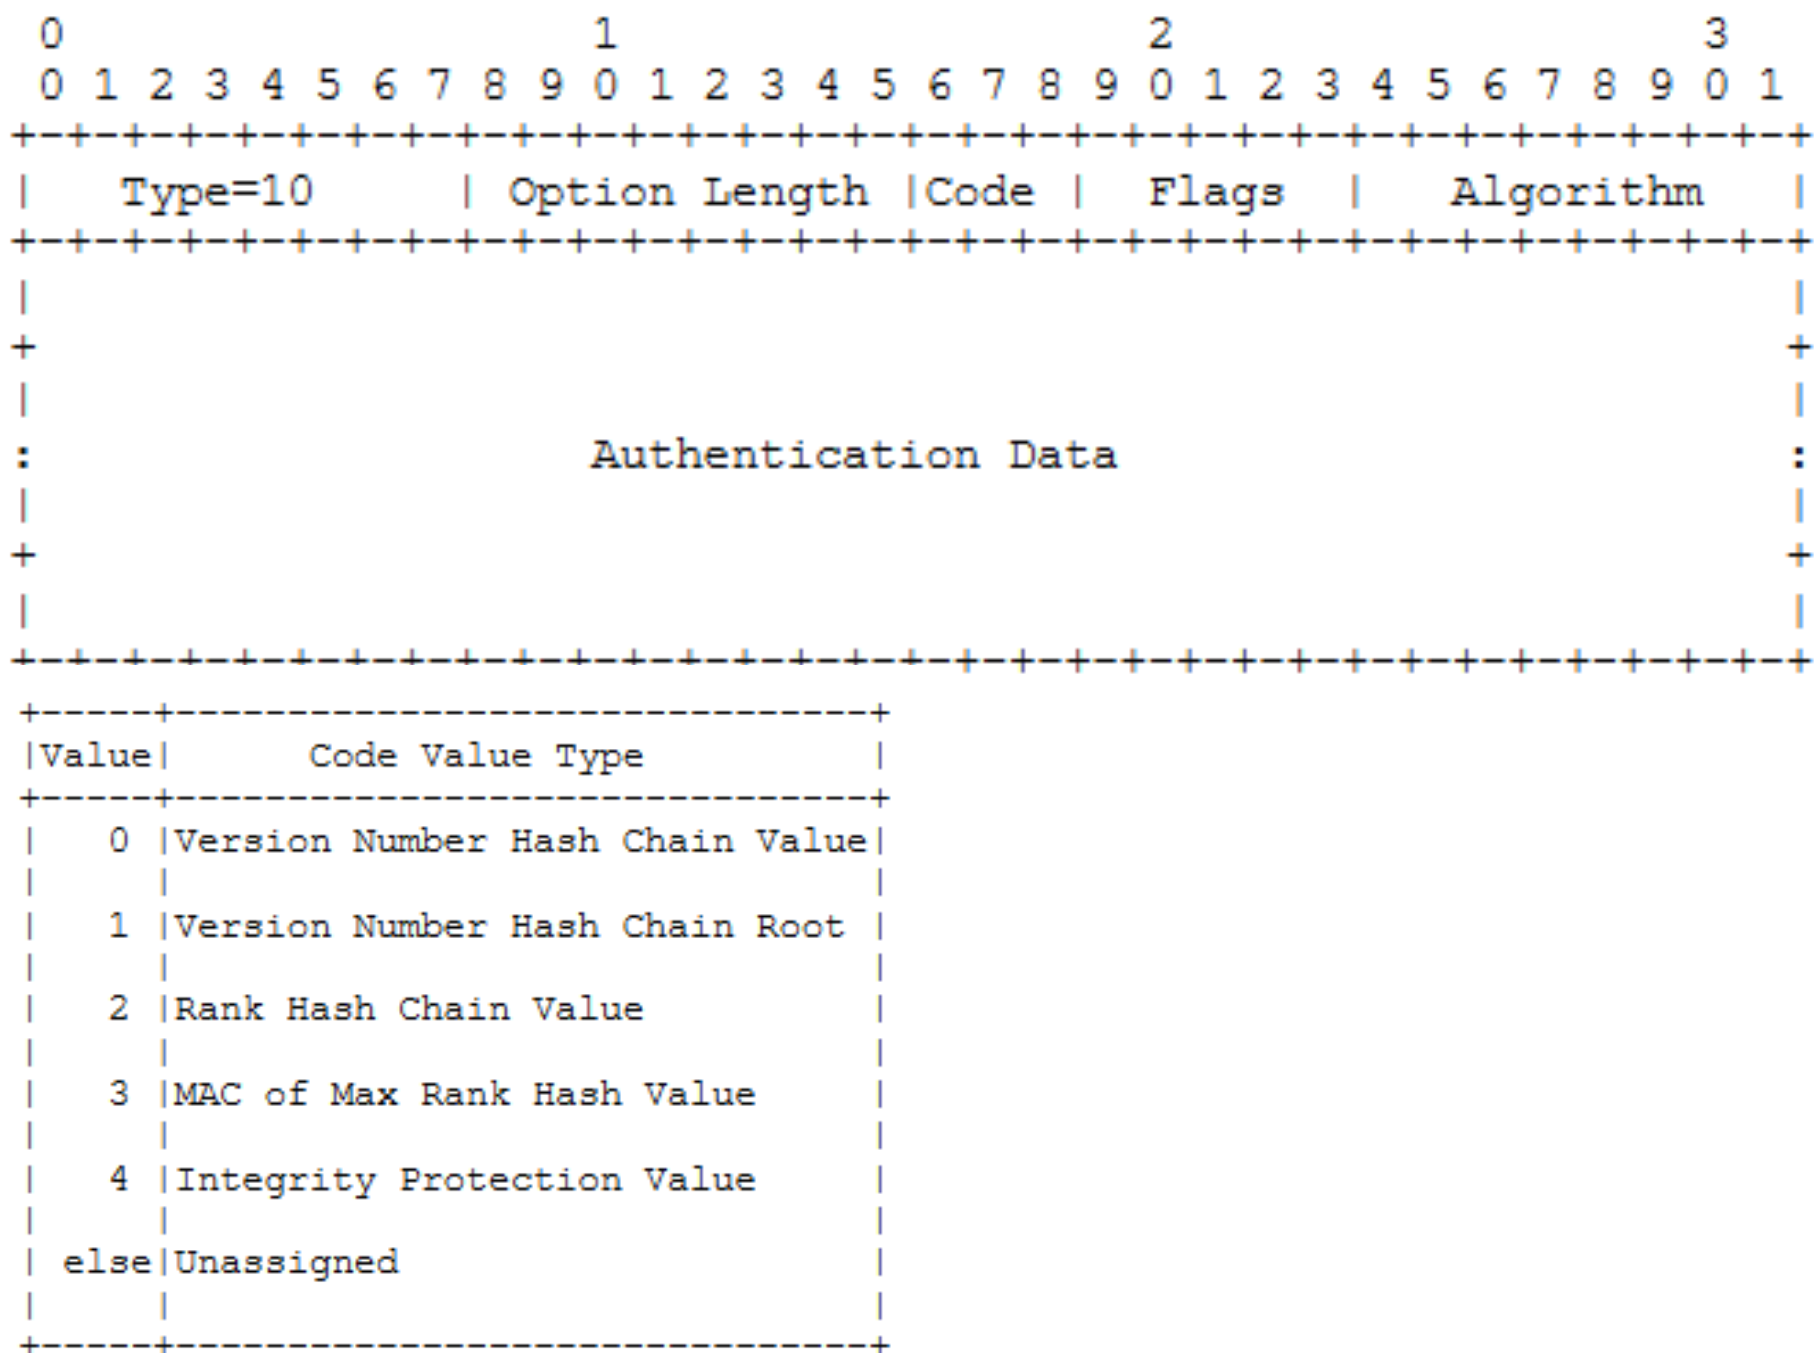 0                   1                   2                   3
 0 1 2 3 4 5 6 7 8 9 0 1 2 3 4 5 6 7 8 9 0 1 2 3 4 5 6 7 8 9 0 1
+-+-+-+-+-+-+-+-+-+-+-+-+-+-+-+-+-+-+-+-+-+-+-+-+-+-+-+-+-+-+-+-+
|   Type=10     | Option Length |Code |  Flags  |   Algorithm   |
+-+-+-+-+-+-+-+-+-+-+-+-+-+-+-+-+-+-+-+-+-+-+-+-+-+-+-+-+-+-+-+-+
|                                                               |
+                                                               +
|                                                               |
:                    Authentication Data                        :
|                                                               |
+                                                               +
|                                                               |
+-+-+-+-+-+-+-+-+-+-+-+-+-+-+-+-+-+-+-+-+-+-+-+-+-+-+-+-+-+-+-+-+
+-----+-------------------------------+
|Value|      Code Value Type          |
+-----+-------------------------------+
|   0 |Version Number Hash Chain Value|
|     |                               |
|   1 |Version Number Hash Chain Root |
|     |                               |
|   2 |Rank Hash Chain Value          |
|     |                               |
|   3 |MAC of Max Rank Hash Value     |
|     |                               |
|   4 |Integrity Protection Value     |
|     |                               |
| else|Unassigned                     |
|     |                               |
+-----+-------------------------------+